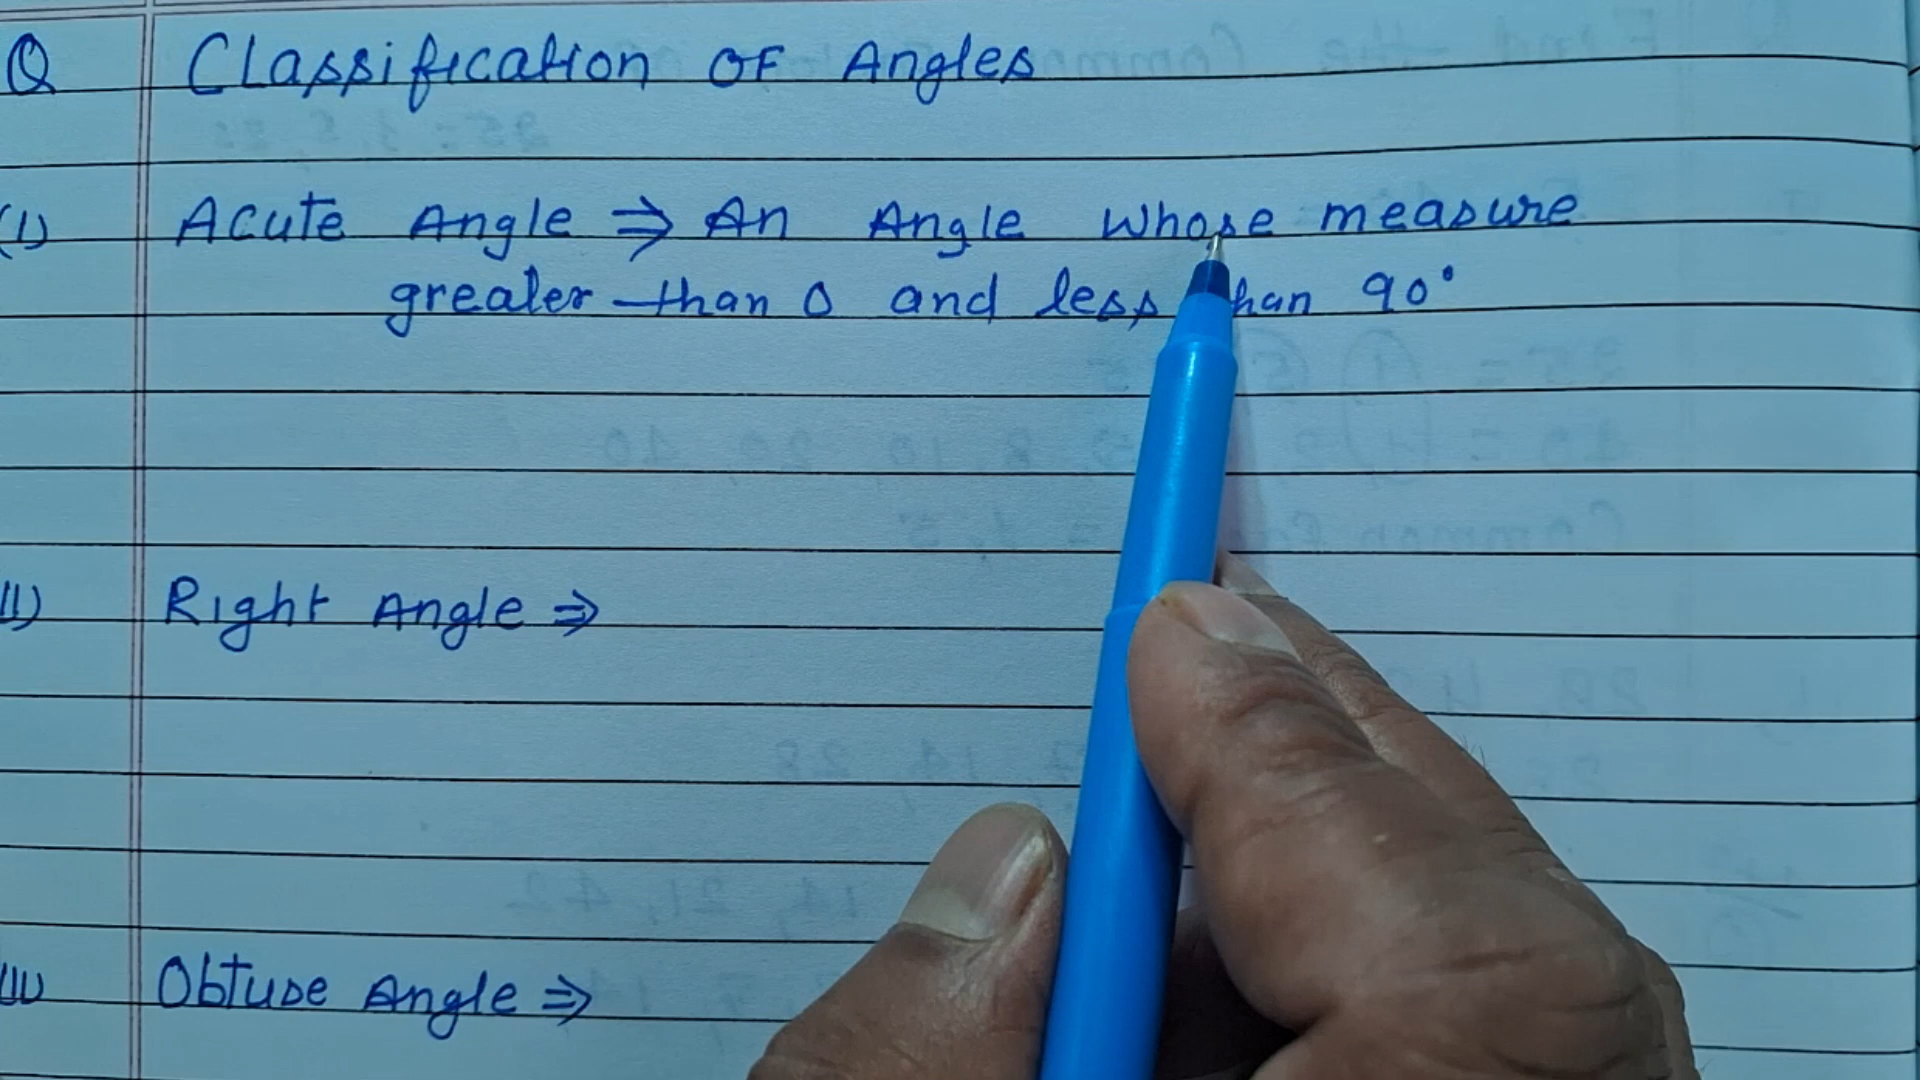 Q Classification OF Angles
(I) Acute Angle ⇒ An Angle whose measure
greater than 0 and less than 90°
II) Right Angle ⇒
III) Obtuse Angle ⇒